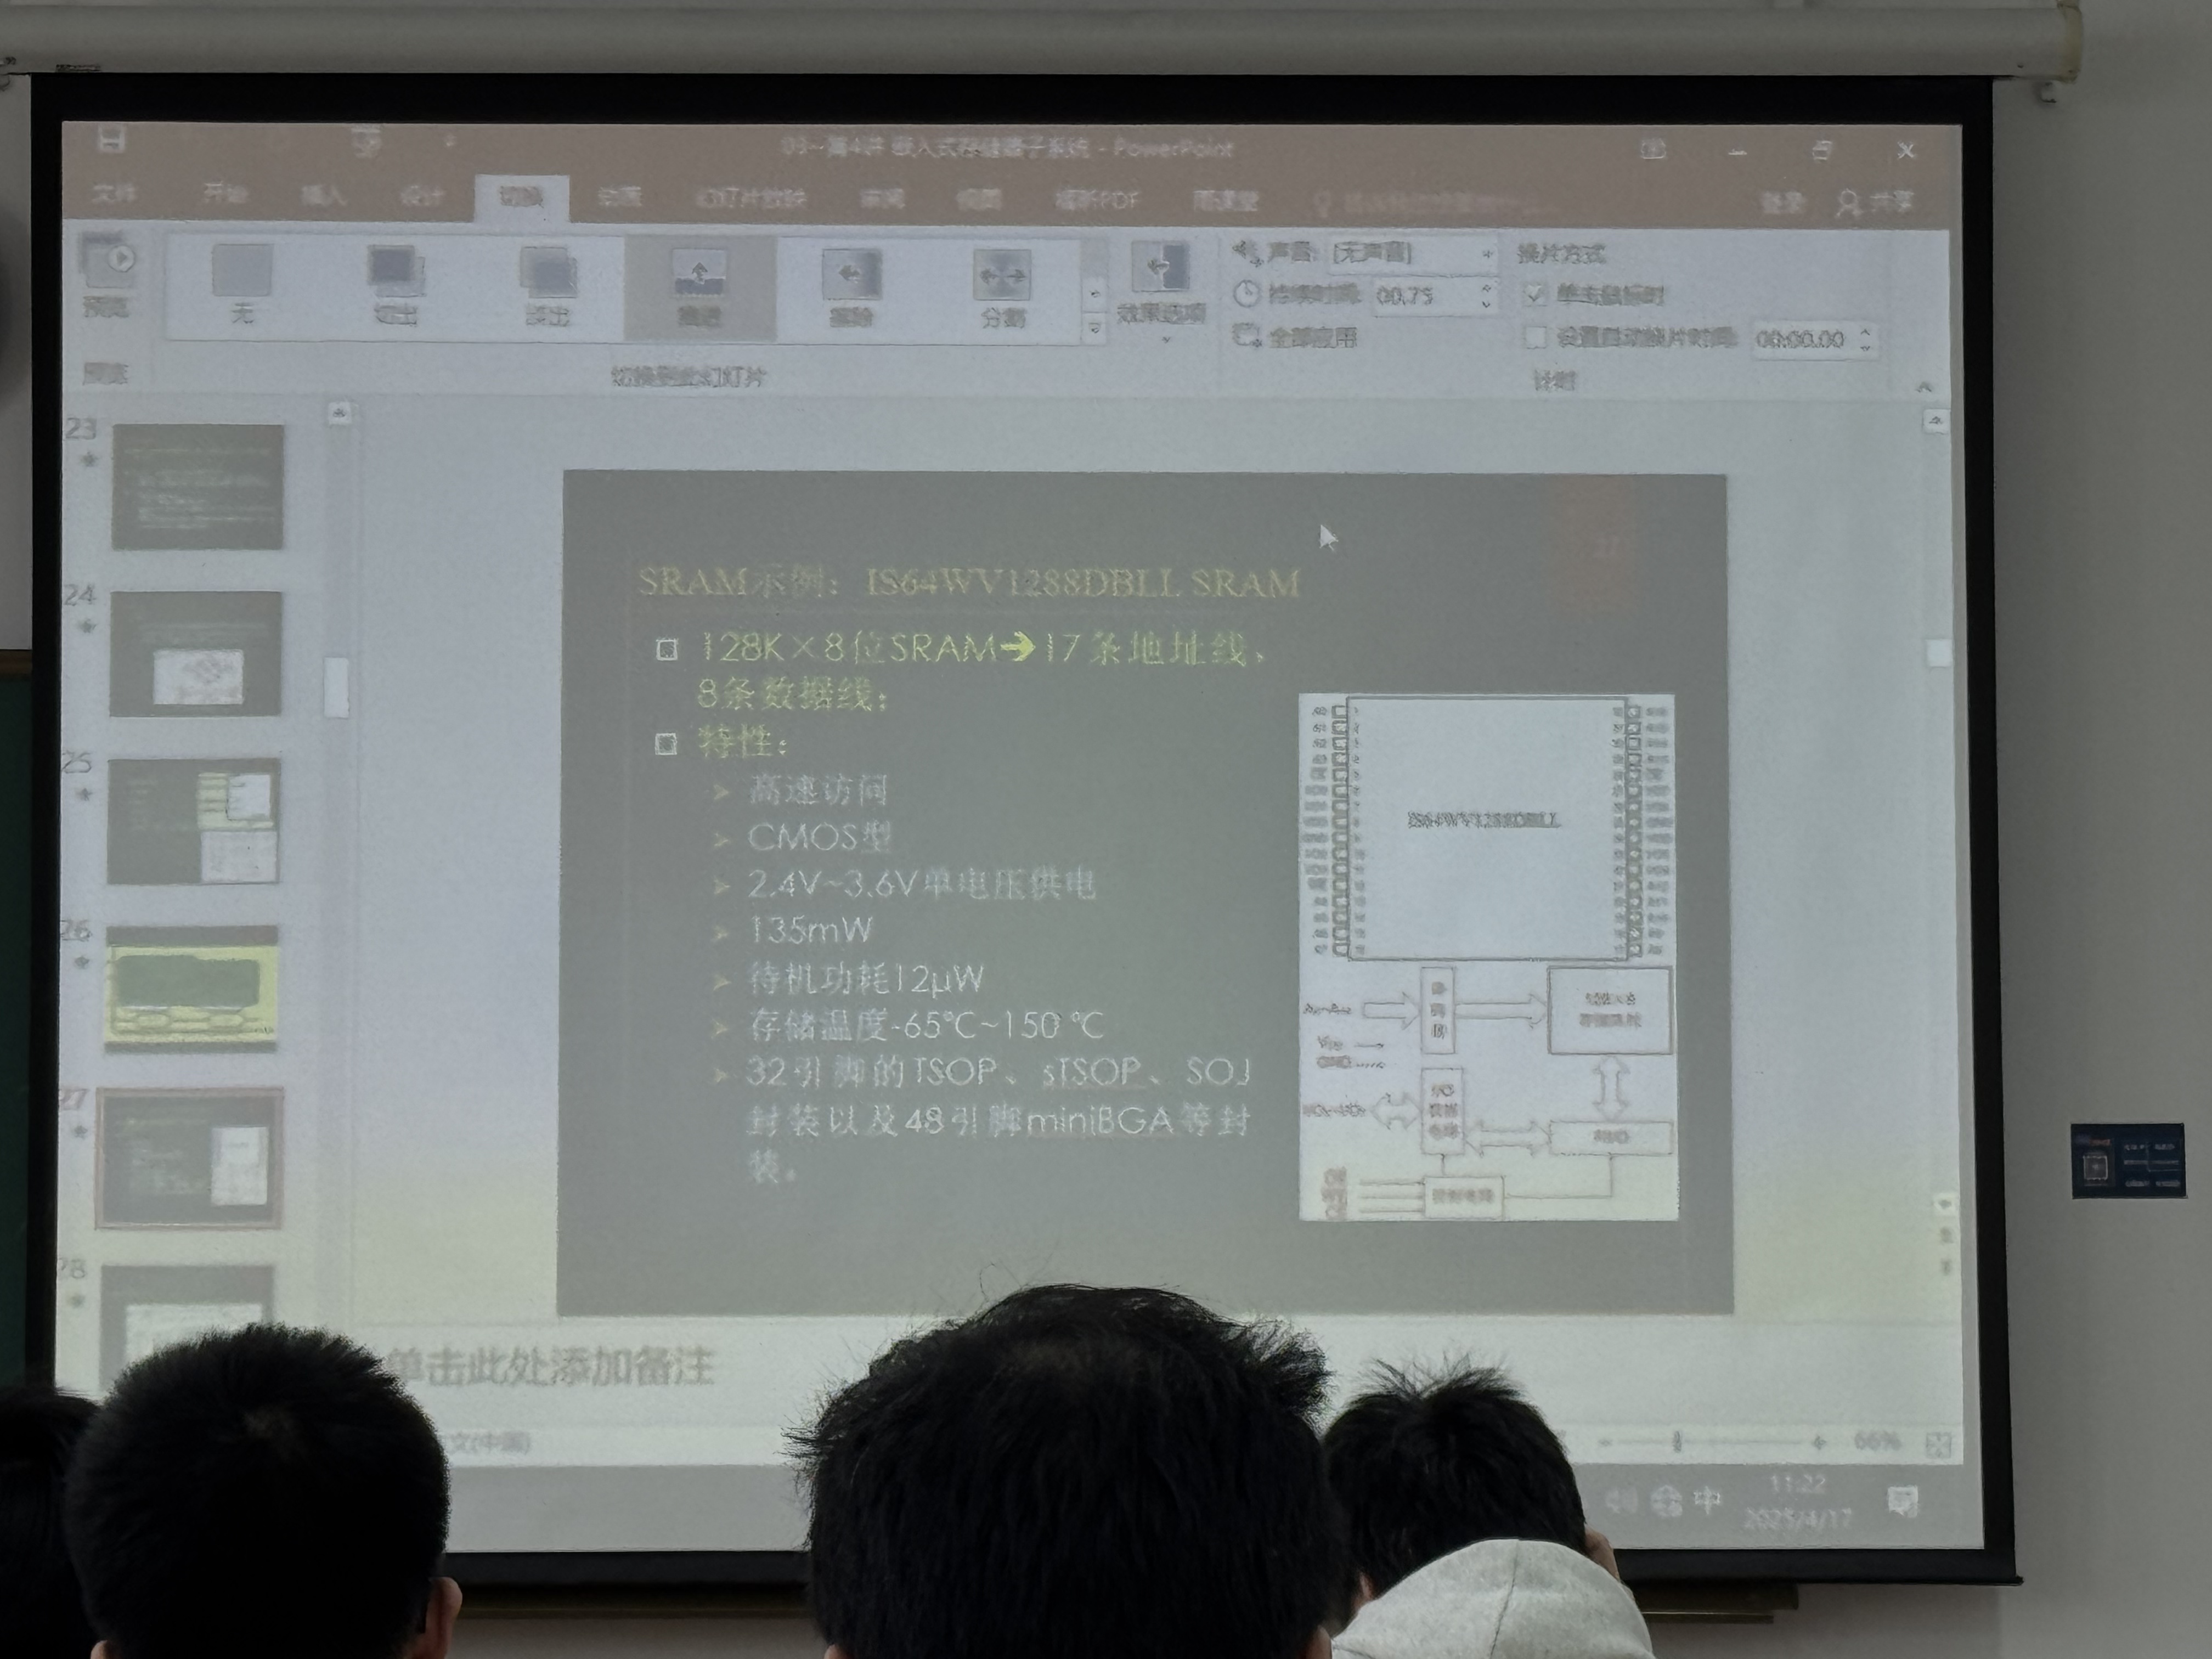 03--第4讲 嵌入式存储器子系统 - PowerPoint
文件 开始 插入 设计 切换 动画 幻灯片放映 审阅 视图 福昕PDF 雨课堂
登录 共享
预览 无 切出 淡出 推进 擦除 分割 效果选项
声音: [无声音] 换片方式
持续时间: 00.75 单击鼠标时
全部应用 设置自动换片时间: 00:00.00
预览 切换到此幻灯片 计时
23
24
25
26
27
28
27
SRAM示例：IS64WV1288DBLL SRAM
128K×8位SRAM➔17条地址线、
8条数据线；
特性：
高速访问
CMOS型
2.4V~3.6V单电压供电
135mW
待机功耗12μW
存储温度-65℃~150 ℃
32引脚的TSOP、sTSOP、SOJ
封装以及48引脚miniBGA等封
装。
IS64WV1288DBLL
GND
控制电路
单击此处添加备注
文(中国)
66%
中
11:22
2025/4/17